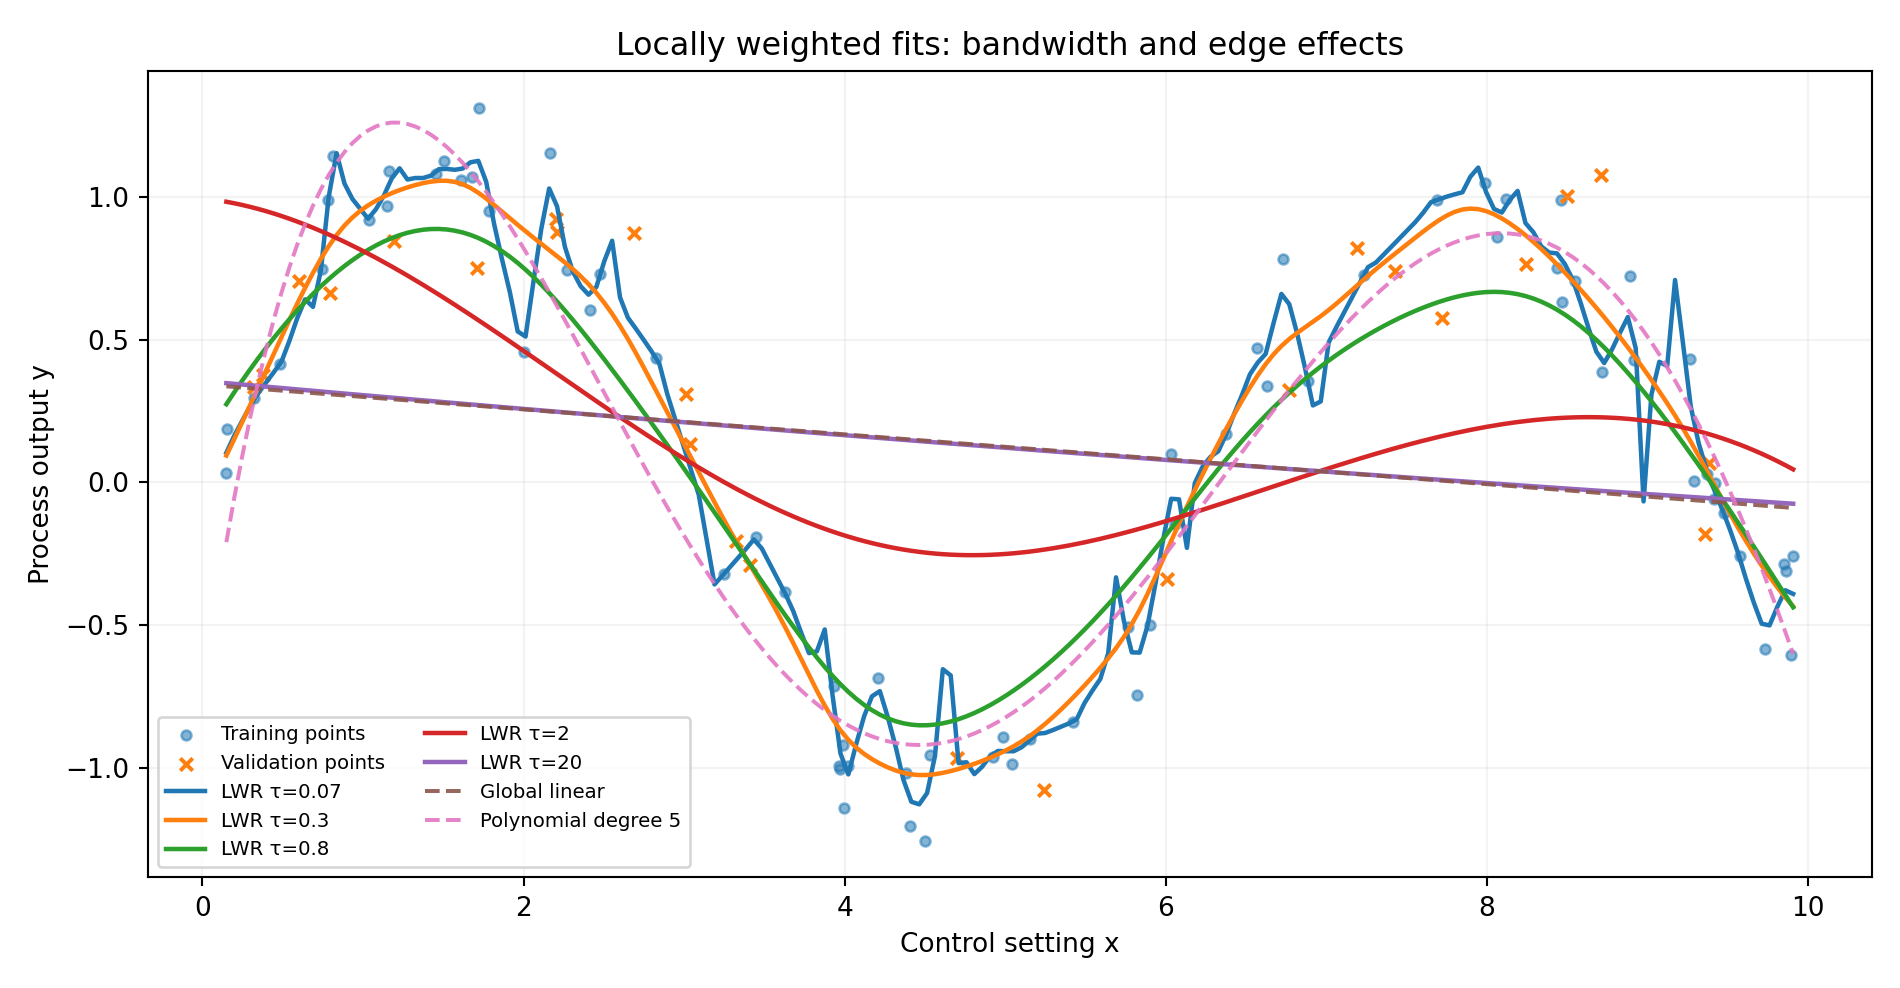 Locally weighted fits: bandwidth and edge effects
Process output y
1.0
0.5
0.0
−0.5
−1.0
Training points
Validation points
LWR τ=0.07
LWR τ=0.3
LWR τ=0.8
LWR τ=2
LWR τ=20
Global linear
Polynomial degree 5
0 2 4 6 8 10
Control setting x